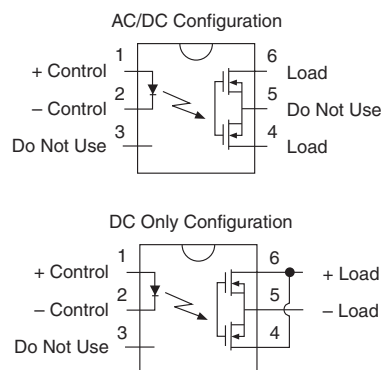 AC/DC Configuration
1
+ Control
2
– Control
3
Do Not Use
6
Load
5
Do Not Use
4
Load
DC Only Configuration
1
+ Control
2
– Control
3
Do Not Use
6
+ Load
5
– Load
4